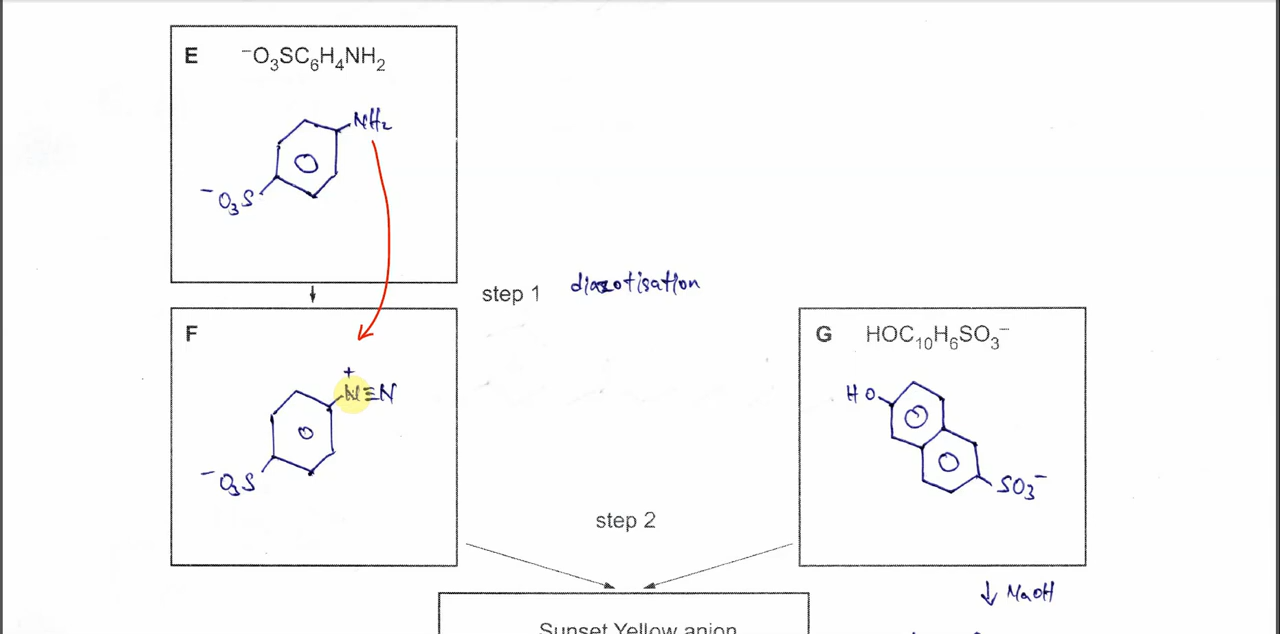 E ⁻O₃SC₆H₄NH₂
NH₂
⁻O₃S
step 1 diazotisation
F
⁺
N≡N
⁻O₃S
G HOC₁₀H₆SO₃⁻
HO
SO₃⁻
step 2
↓ NaOH
Sunset Yellow anion